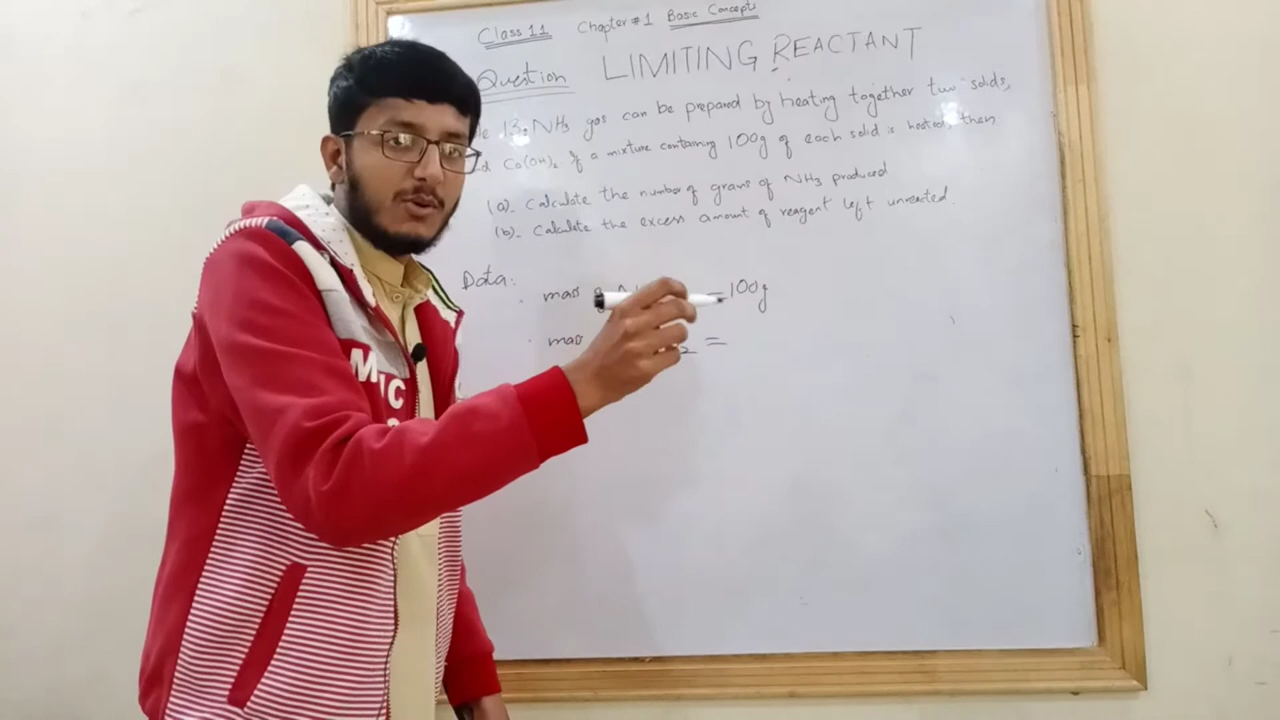 Class 11 Chapter #1 Basic Concepts
Question LIMITING REACTANT
13: NH3 gas can be prepared by heating together two solids,
Ca(OH)2. If a mixture containing 100g of each solid is heated, then
(a)- Calculate the number of grams of NH3 produced
(b)- Calculate the excess amount of reagent left unreacted.
Data:
mass = 100g
mass 2 =